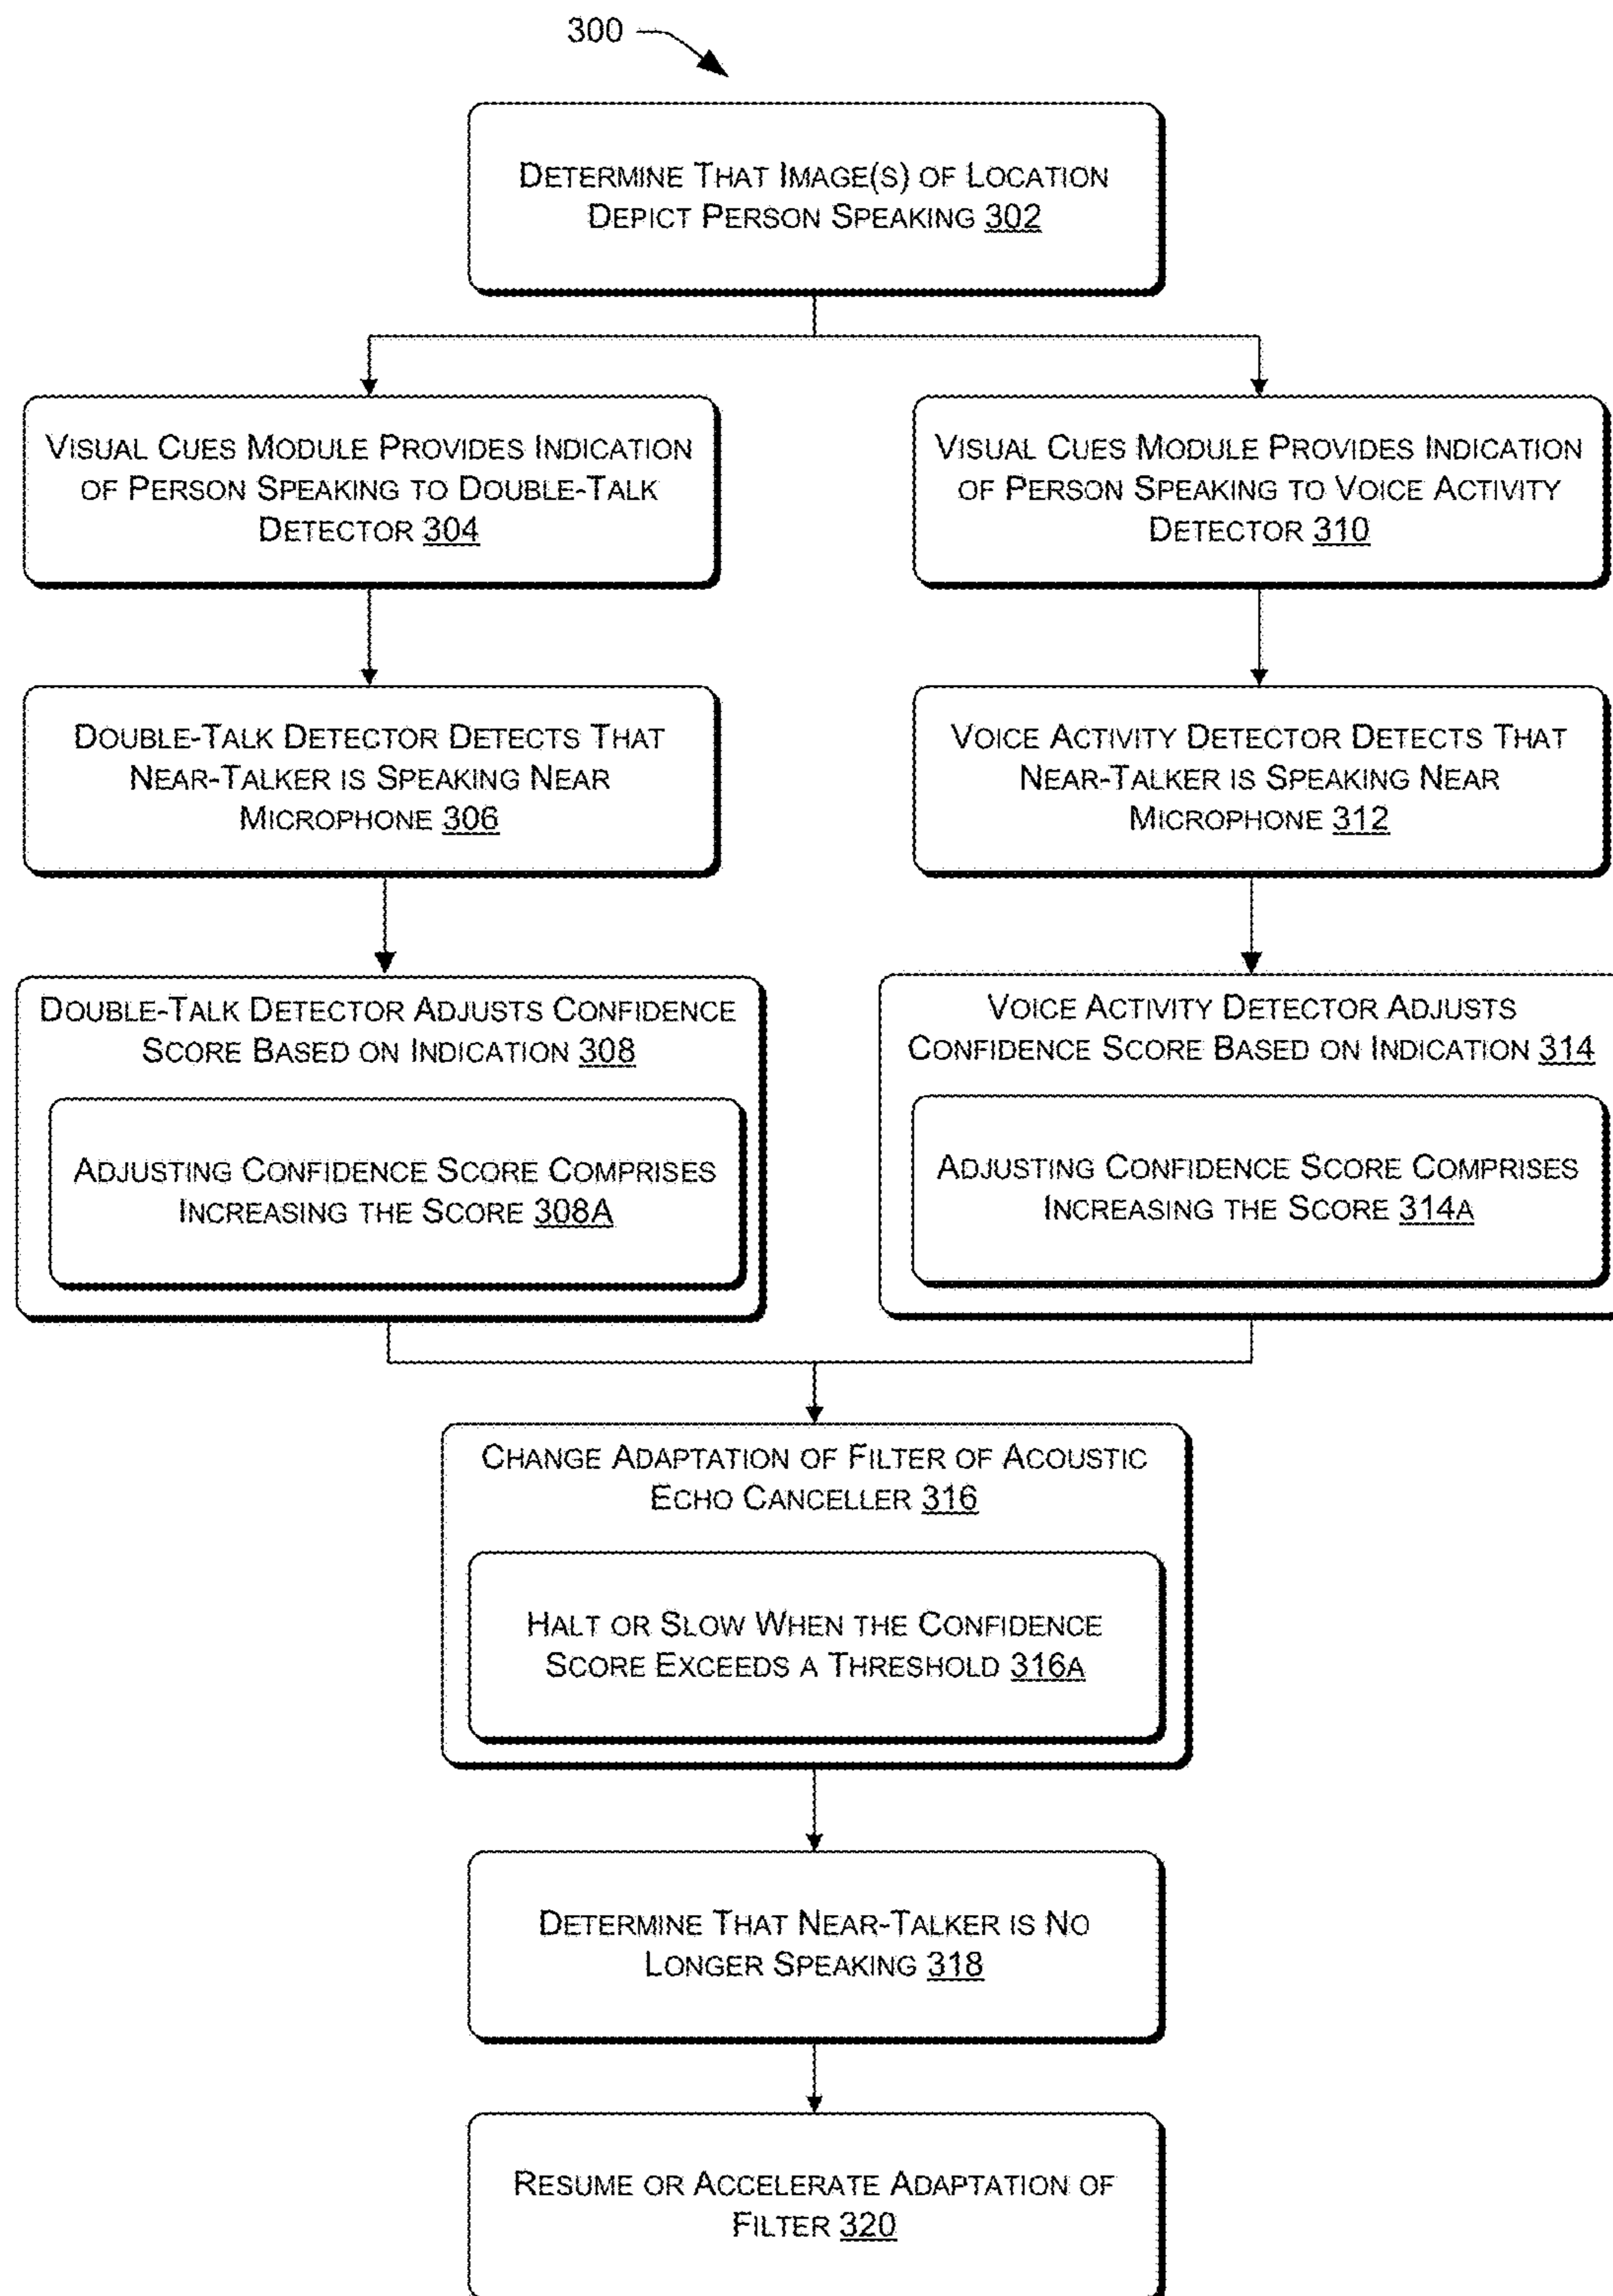 300
DETERMINE THAT IMAGE(S) OF LOCATION
DEPICT PERSON SPEAKING 302
VISUAL CUES MODULE PROVIDES INDICATION
OF PERSON SPEAKING TO DOUBLE-TALK
DETECTOR 304
VISUAL CUES MODULE PROVIDES INDICATION
OF PERSON SPEAKING TO VOICE ACTIVITY
DETECTOR 310
DOUBLE-TALK DETECTOR DETECTS THAT
NEAR-TALKER IS SPEAKING NEAR
MICROPHONE 306
VOICE ACTIVITY DETECTOR DETECTS THAT
NEAR-TALKER IS SPEAKING NEAR
MICROPHONE 312
DOUBLE-TALK DETECTOR ADJUSTS CONFIDENCE
SCORE BASED ON INDICATION 308
ADJUSTING CONFIDENCE SCORE COMPRISES
INCREASING THE SCORE 308A
VOICE ACTIVITY DETECTOR ADJUSTS
CONFIDENCE SCORE BASED ON INDICATION 314
ADJUSTING CONFIDENCE SCORE COMPRISES
INCREASING THE SCORE 314A
CHANGE ADAPTATION OF FILTER OF ACOUSTIC
ECHO CANCELLER 316
HALT OR SLOW WHEN THE CONFIDENCE
SCORE EXCEEDS A THRESHOLD 316A
DETERMINE THAT NEAR-TALKER IS NO
LONGER SPEAKING 318
RESUME OR ACCELERATE ADAPTATION OF
FILTER 320